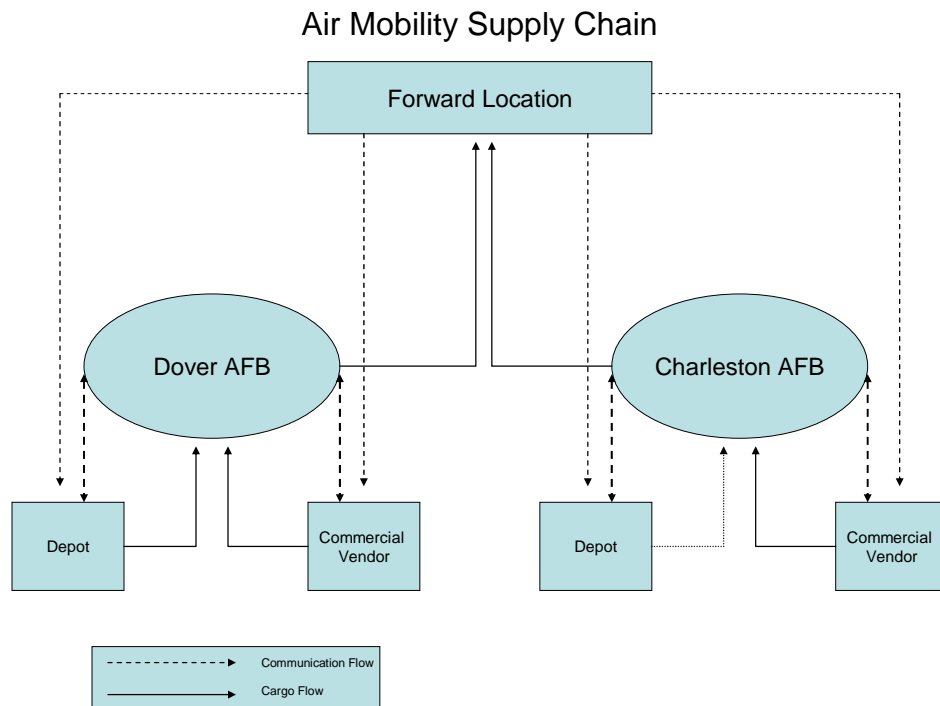 Air Mobility Supply Chain
Forward Location
Dover AFB
Charleston AFB
Depot
Commercial
Vendor
Depot
Commercial
Vendor
Communication Flow
Cargo Flow